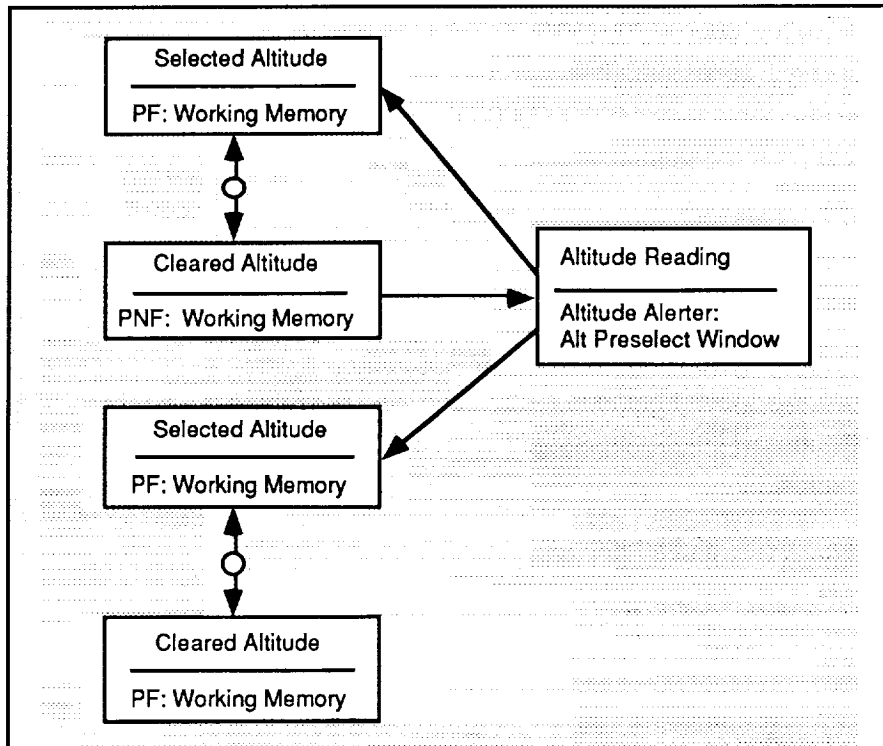 Selected Altitude
PF: Working Memory
Cleared Altitude
PNF: Working Memory
Altitude Reading
Altitude Alerter:
Alt Preselect Window
Selected Altitude
PF: Working Memory
Cleared Altitude
PF: Working Memory